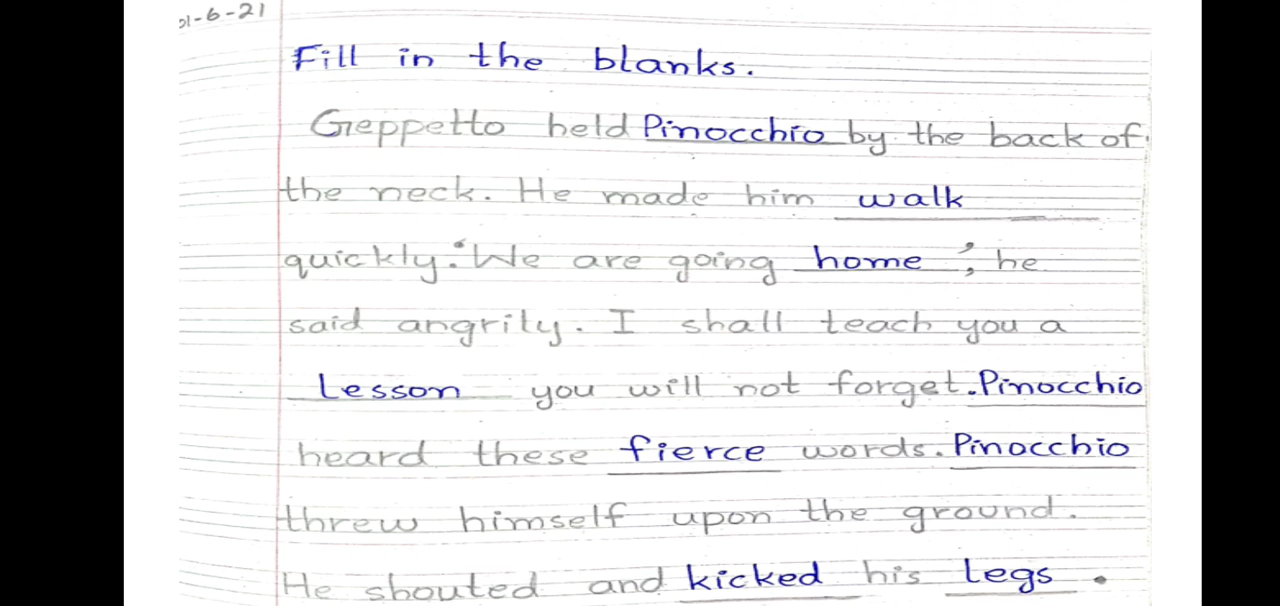 21-6-21
Fill in the blanks.
Geppetto held Pinocchio by the back of
the neck. He made him walk
quickly. 'We are going home', he
said angrily. I shall teach you a
Lesson you will not forget. Pinocchio
heard these fierce words. Pinocchio
threw himself upon the ground.
He shouted and kicked his legs.